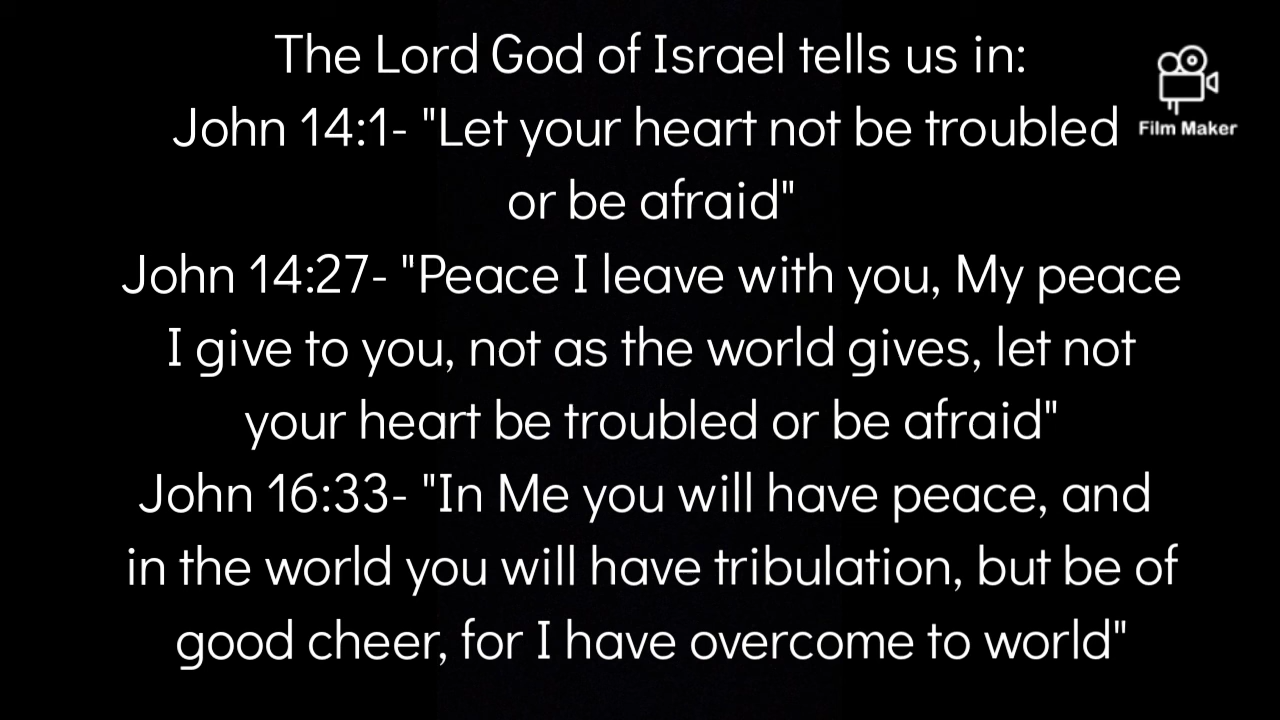 The Lord God of Israel tells us in:
John 14:1- "Let your heart not be troubled
or be afraid"
John 14:27- "Peace I leave with you, My peace
I give to you, not as the world gives, let not
your heart be troubled or be afraid"
John 16:33- "In Me you will have peace, and
in the world you will have tribulation, but be of
good cheer, for I have overcome to world"
Film Maker